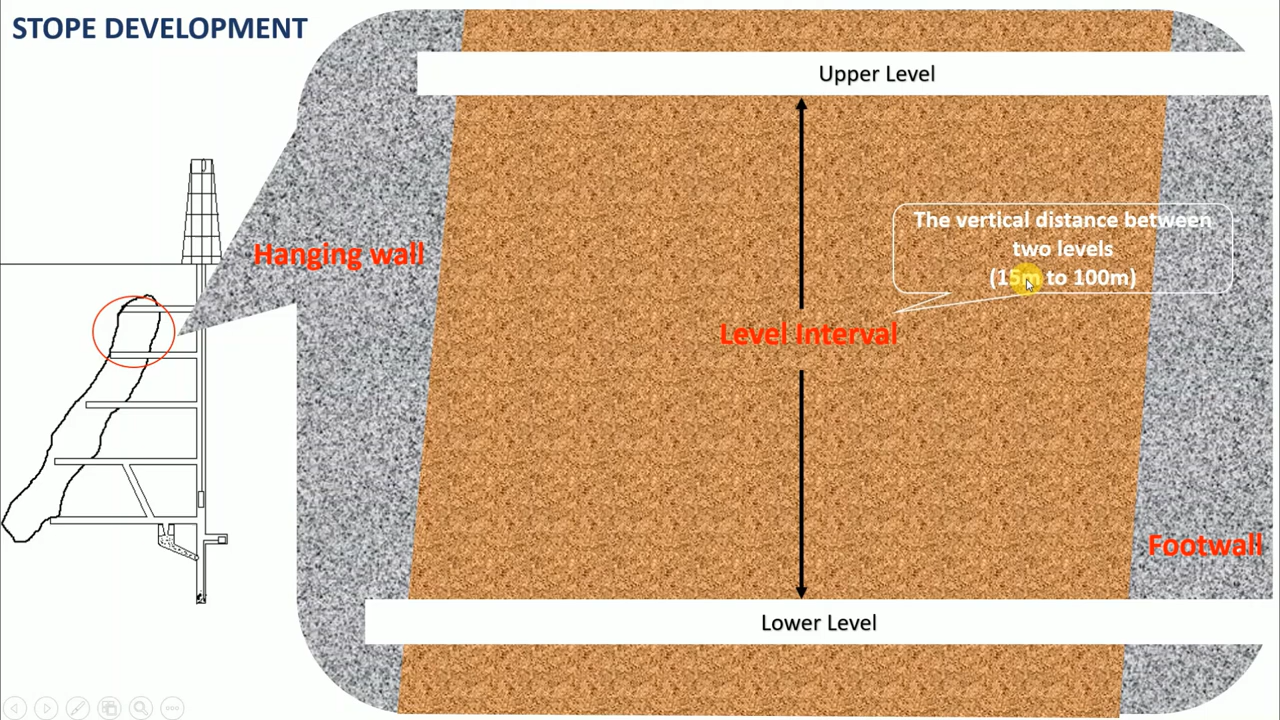 STOPE DEVELOPMENT
Upper Level
The vertical distance between
two levels
(15m to 100m)
Hanging wall
Level Interval
Footwall
Lower Level